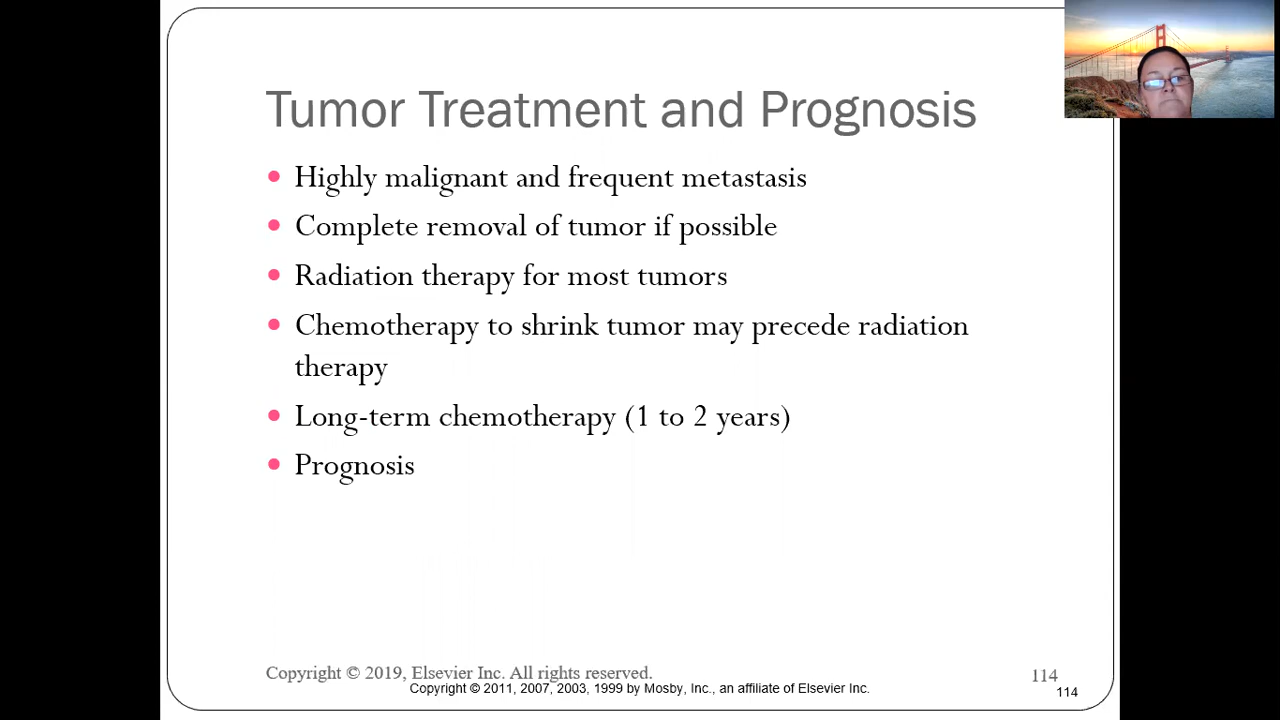 Tumor Treatment and Prognosis
Highly malignant and frequent metastasis
Complete removal of tumor if possible
Radiation therapy for most tumors
Chemotherapy to shrink tumor may precede radiation
therapy
Long-term chemotherapy (1 to 2 years)
Prognosis
Copyright © 2019, Elsevier Inc. All rights reserved.
114
Copyright © 2011, 2007, 2003, 1999 by Mosby, Inc., an affiliate of Elsevier Inc.
114